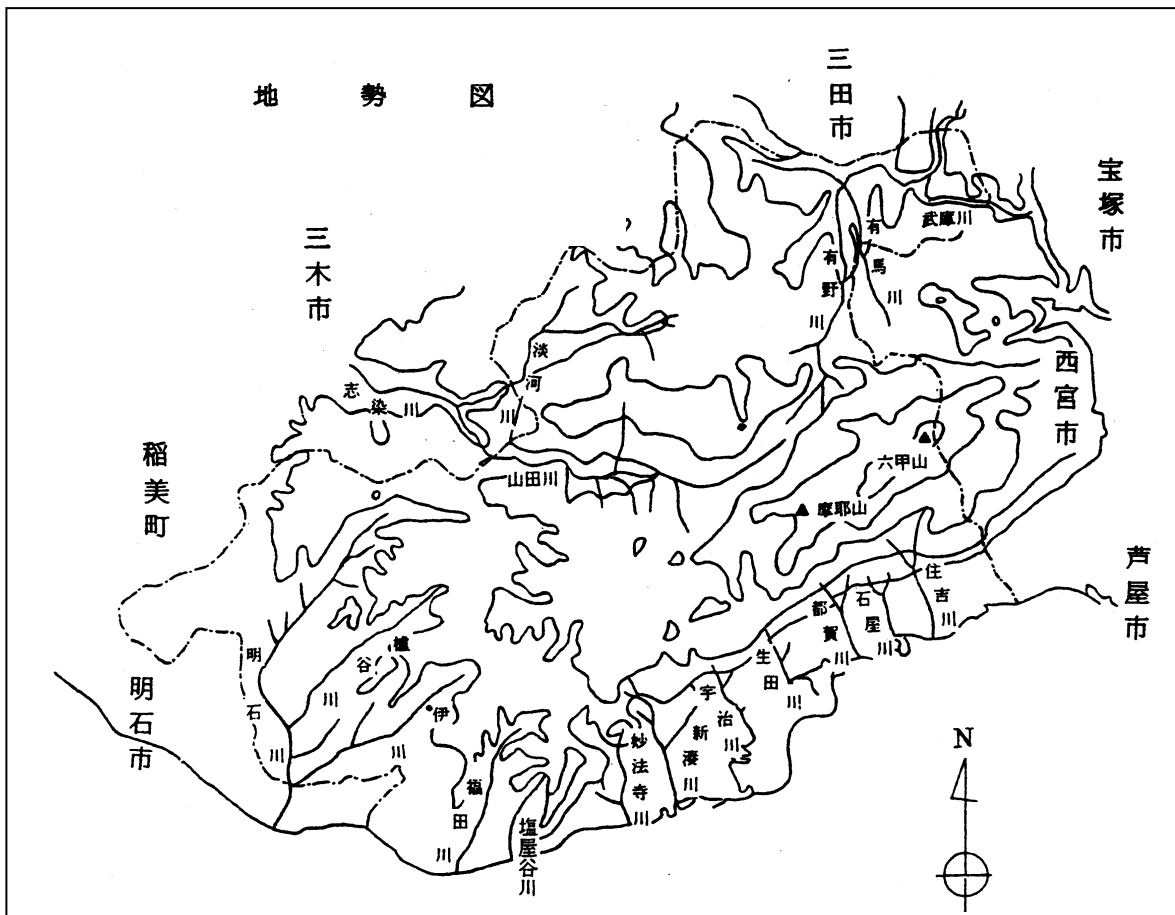 地勢図
三田市
宝塚市
三木市
武庫川
有馬川
有野川
淡河川
西宮市
志染川
稲美町
六甲山
山田川
摩耶山
芦屋市
住吉川
石屋川
都賀川
生田川
宇治川
新湊川
妙法寺川
櫨谷川
明石川
伊川
明石市
福田川
塩屋谷川
N